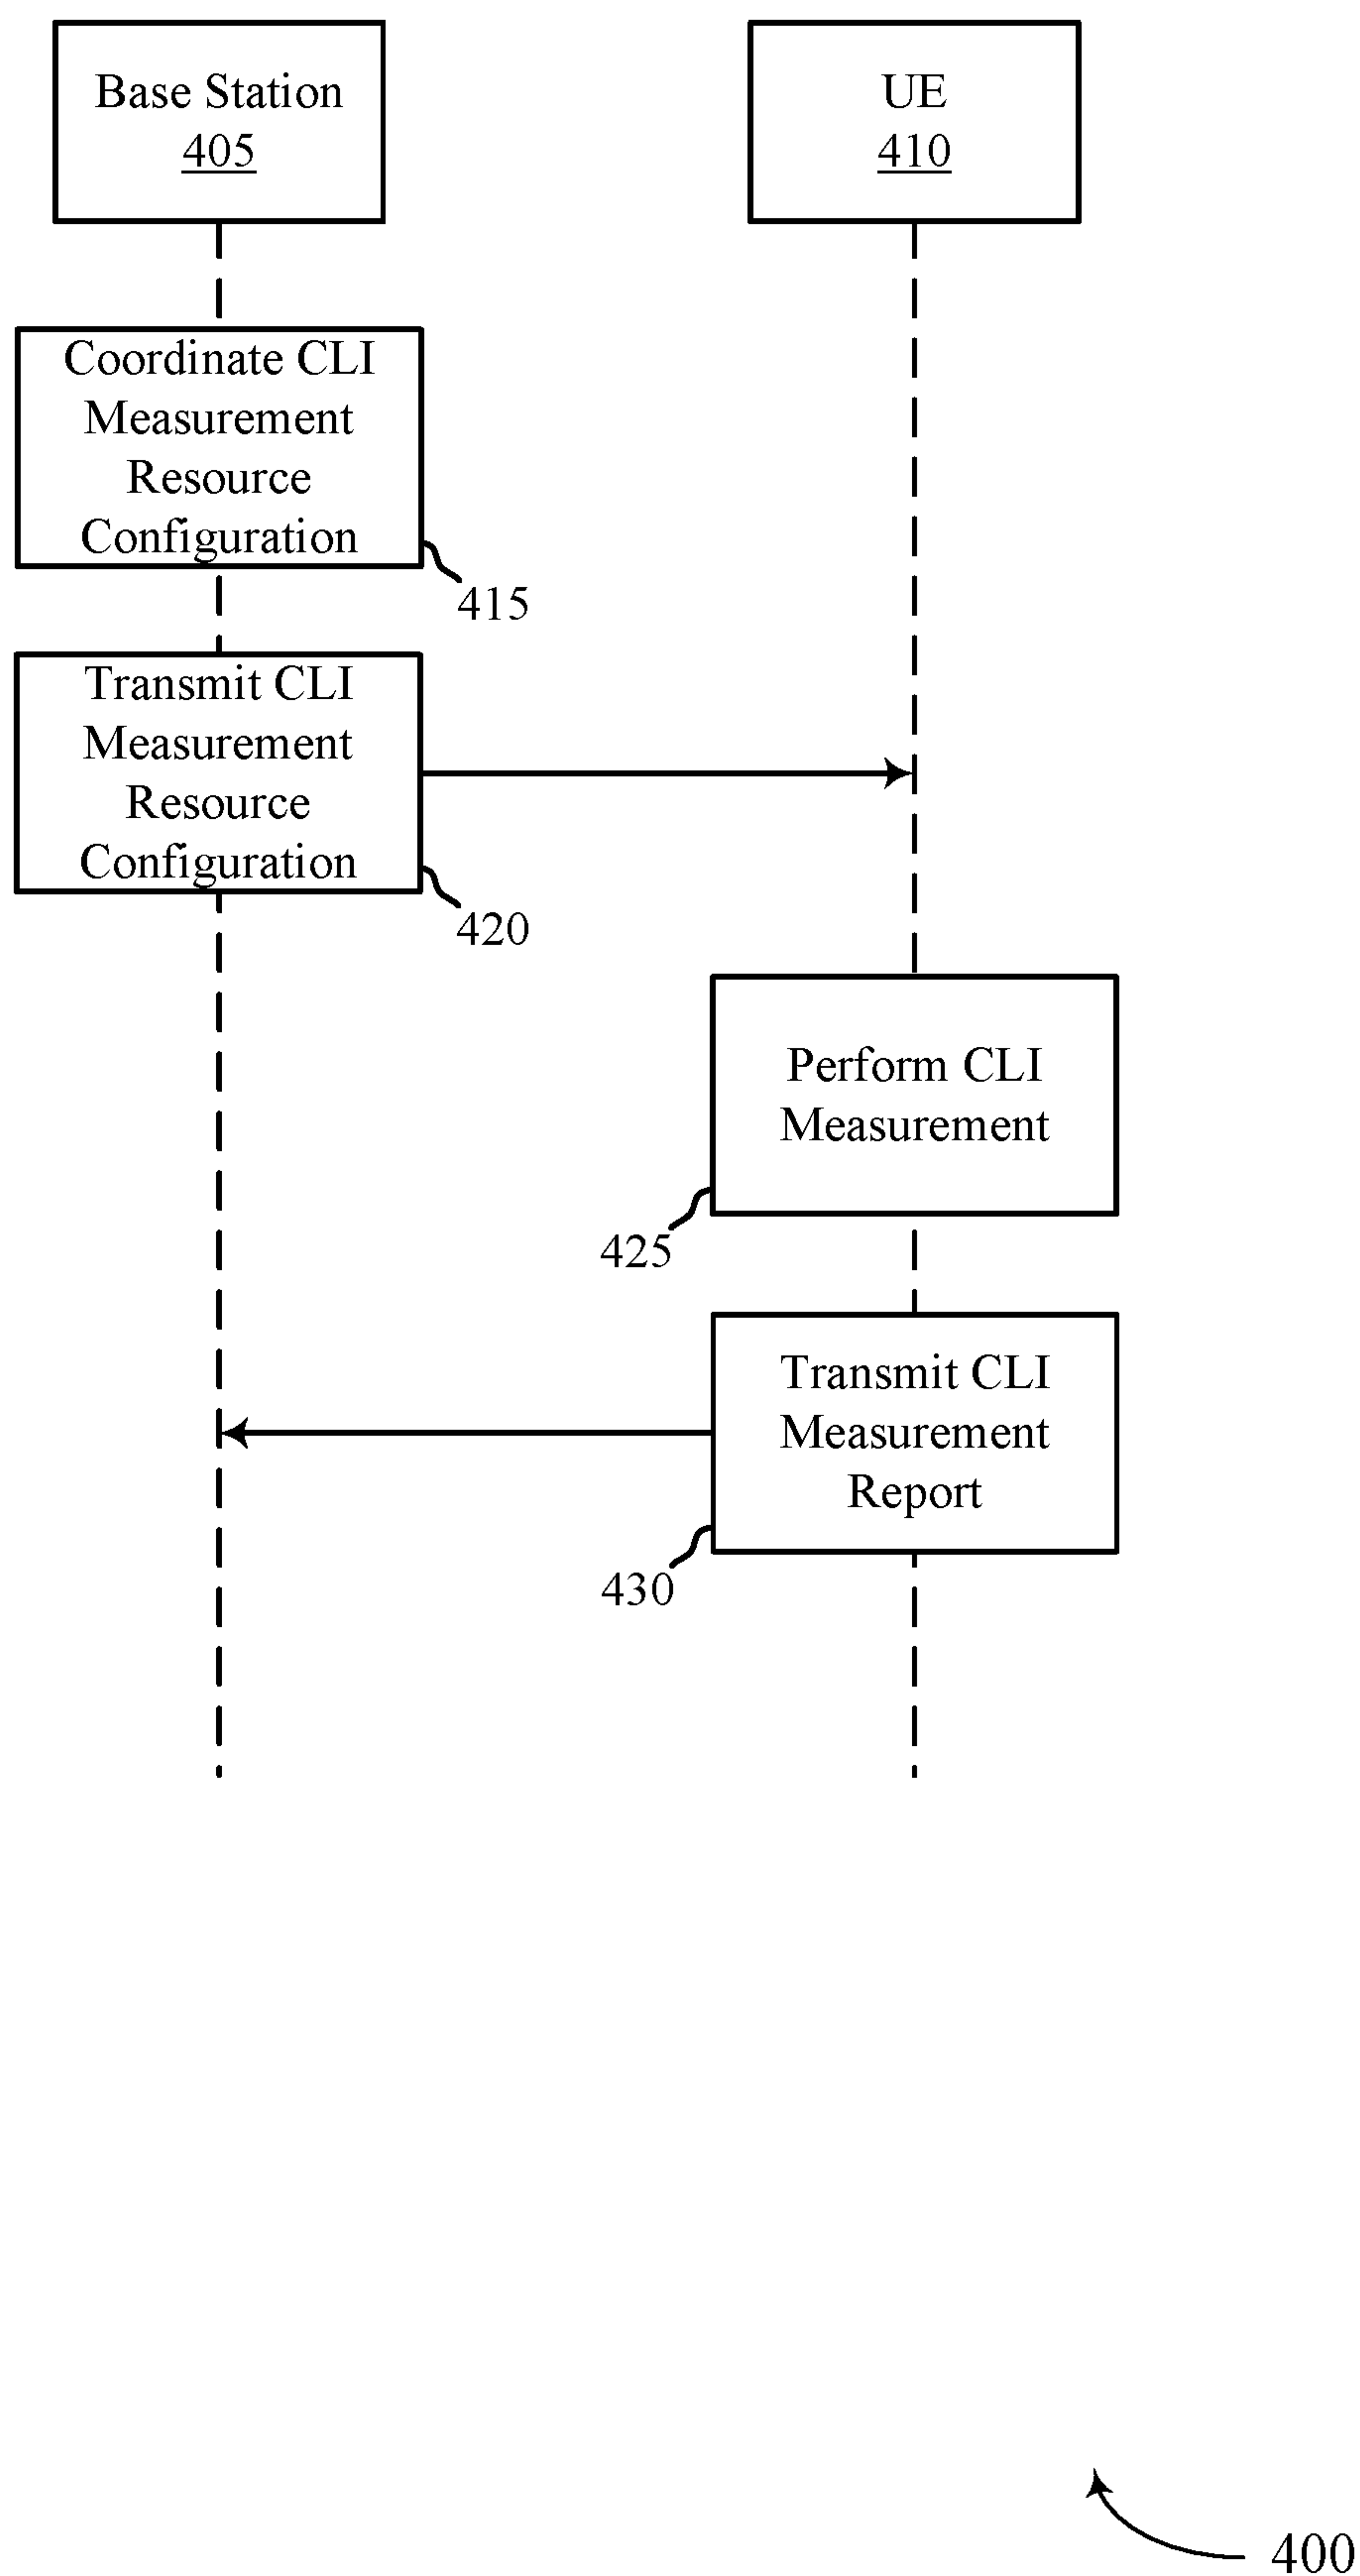 Base Station
405
UE
410
Coordinate CLI
Measurement
Resource
Configuration
415
Transmit CLI
Measurement
Resource
Configuration
420
Perform CLI
Measurement
425
Transmit CLI
Measurement
Report
430
400